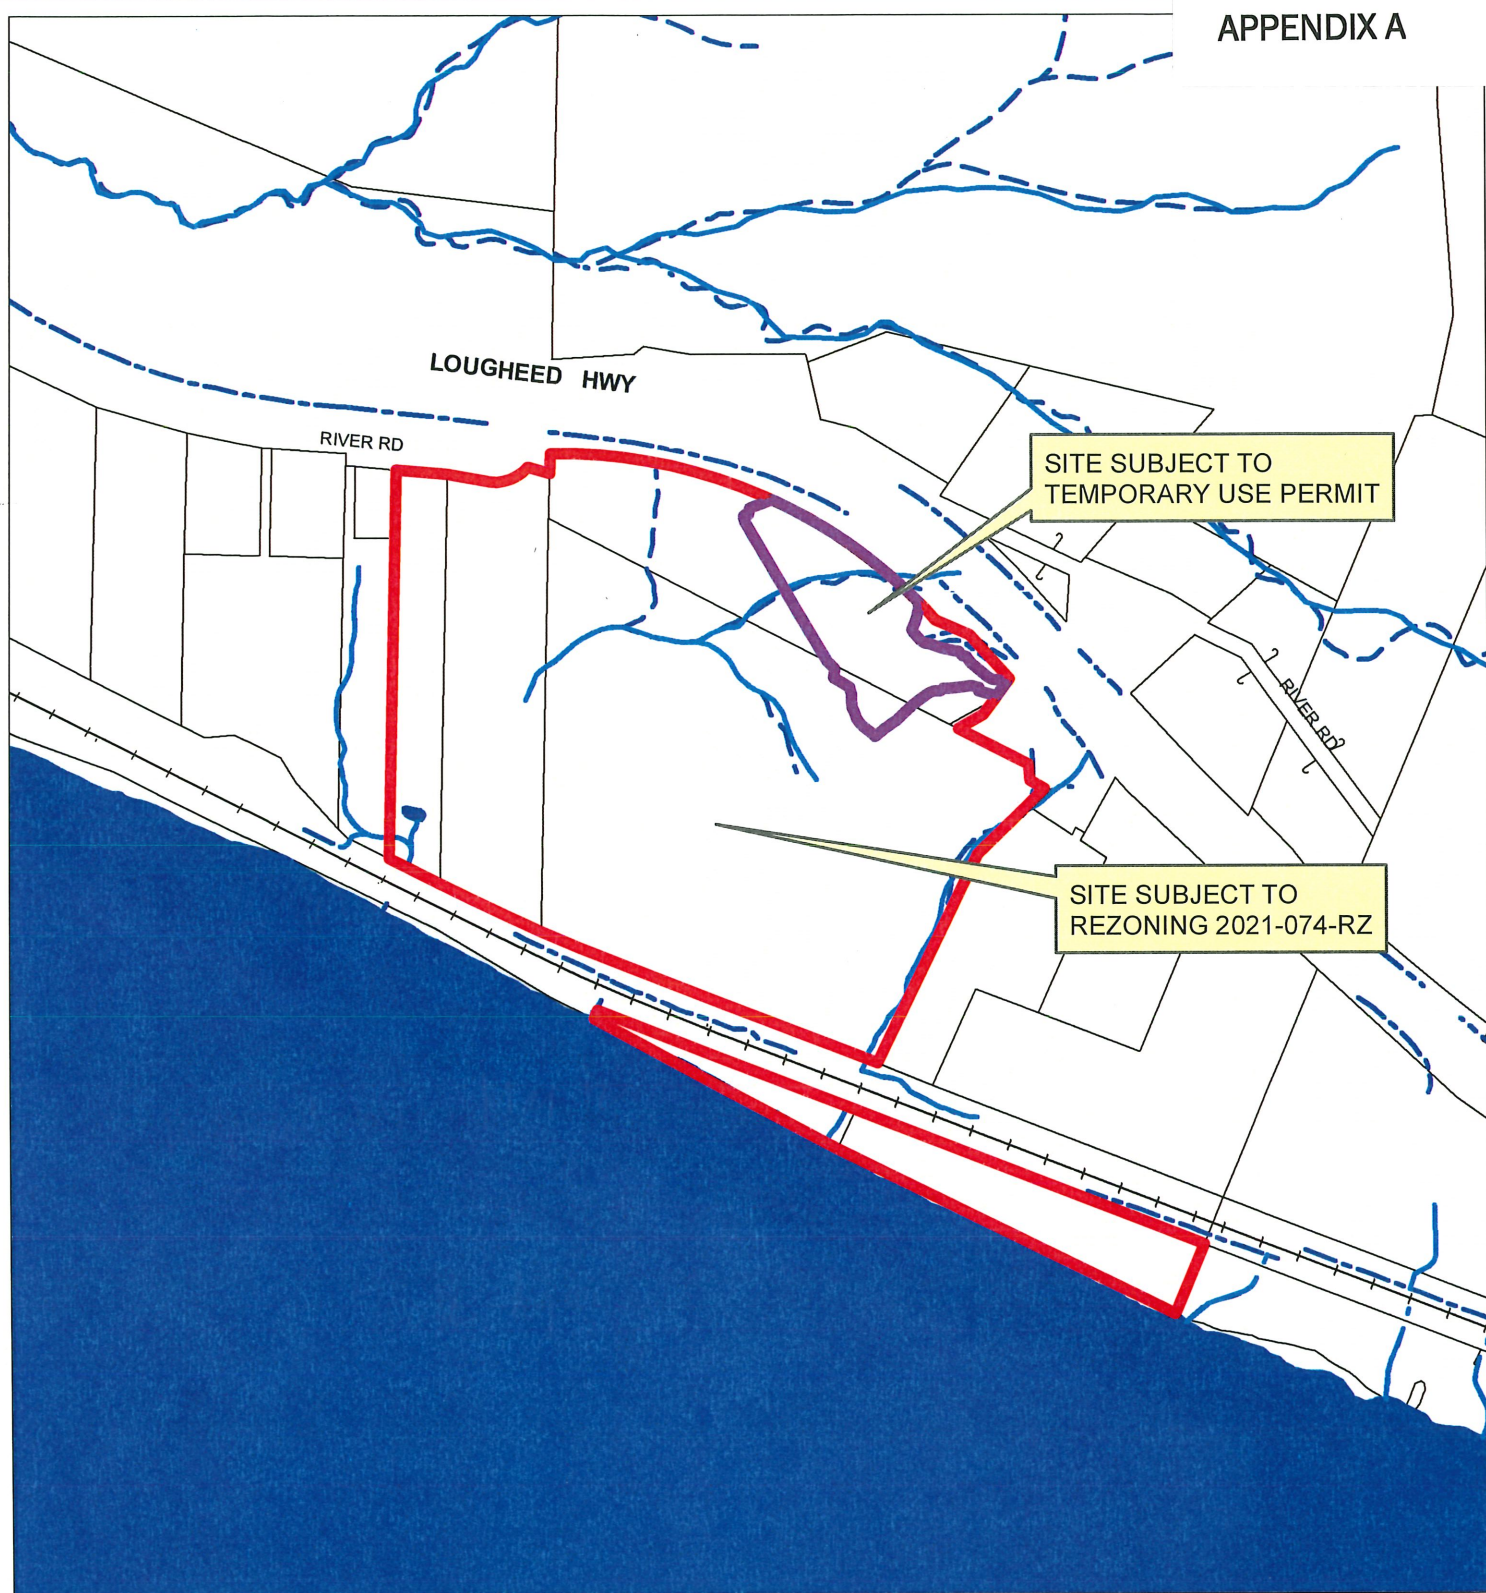 APPENDIX A
LOUGHEED HWY
RIVER RD
SITE SUBJECT TO
TEMPORARY USE PERMIT
RIVER RD
SITE SUBJECT TO
REZONING 2021-074-RZ